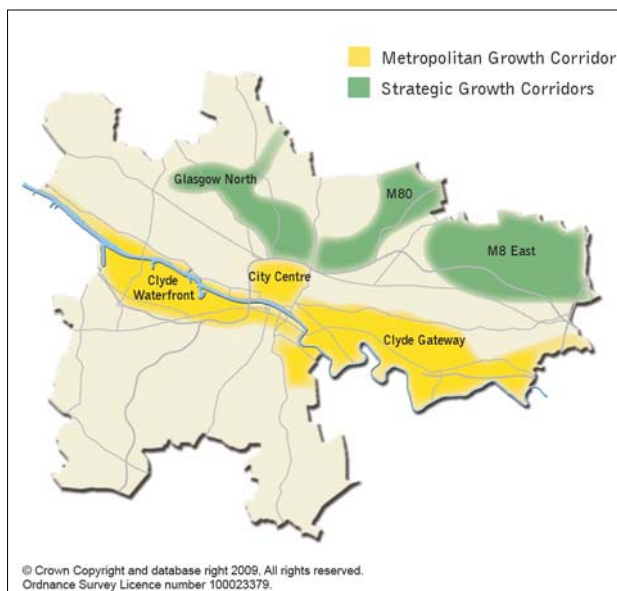 Metropolitan Growth Corridor
Strategic Growth Corridors
Glasgow North
M80
M8 East
City Centre
Clyde
Waterfront
Clyde Gateway
© Crown Copyright and database right 2009. All rights reserved.
Ordnance Survey Licence number 100023379.